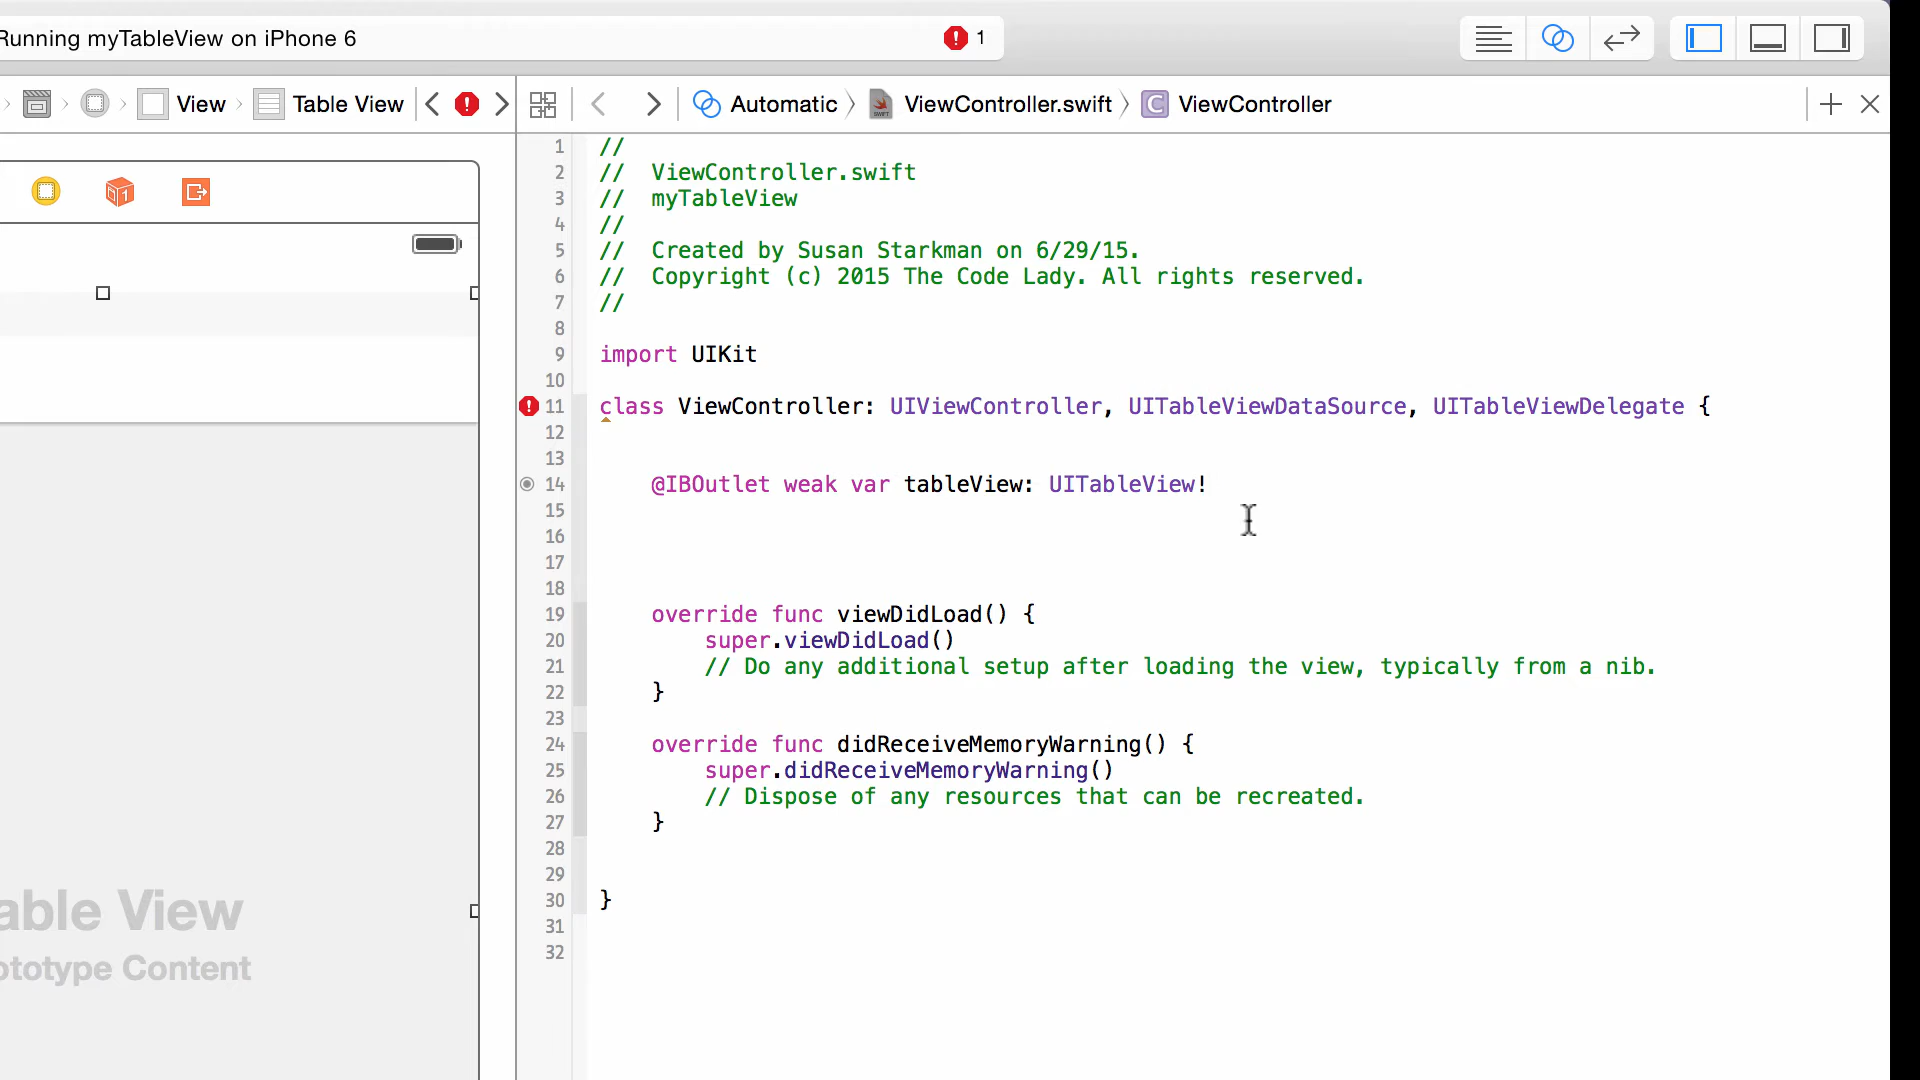 Running myTableView on iPhone 6
1
View
Table View
Automatic
ViewController.swift
ViewController
1 //
2 //  ViewController.swift
3 //  myTableView
4 //
5 //  Created by Susan Starkman on 6/29/15.
6 //  Copyright (c) 2015 The Code Lady. All rights reserved.
7 //
8
9 import UIKit
10
11 class ViewController: UIViewController, UITableViewDataSource, UITableViewDelegate {
12
13
14     @IBOutlet weak var tableView: UITableView!
15
16
17
18
19     override func viewDidLoad() {
20         super.viewDidLoad()
21         // Do any additional setup after loading the view, typically from a nib.
22     }
23
24     override func didReceiveMemoryWarning() {
25         super.didReceiveMemoryWarning()
26         // Dispose of any resources that can be recreated.
27     }
28
29
30 }
31
32
able View
ototype Content